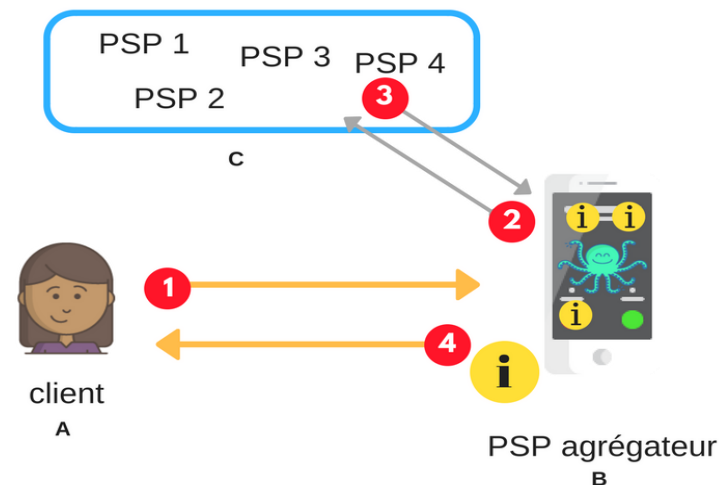 PSP 1
PSP 3
PSP 4
PSP 2
3
C
2
i i
1
i
4
i
client
A
PSP agrégateur
B